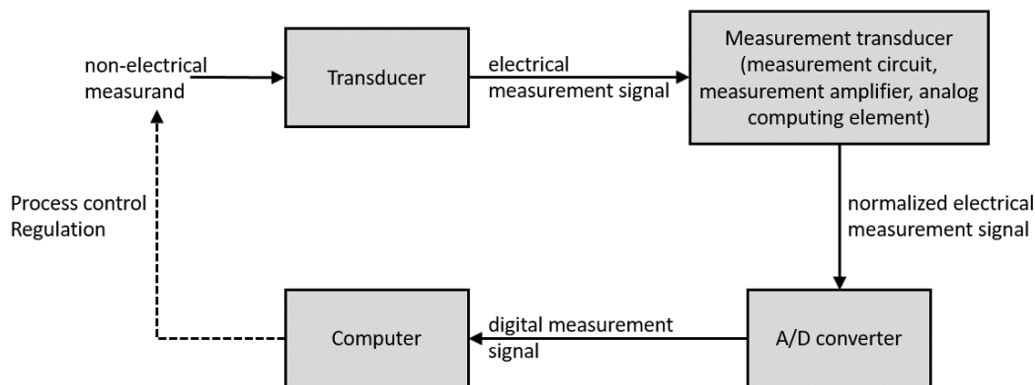 non-electrical
measurand
Transducer
electrical
measurement signal
Measurement transducer
(measurement circuit,
measurement amplifier, analog
computing element)
Process control
Regulation
normalized electrical
measurement signal
Computer
digital measurement
signal
A/D converter